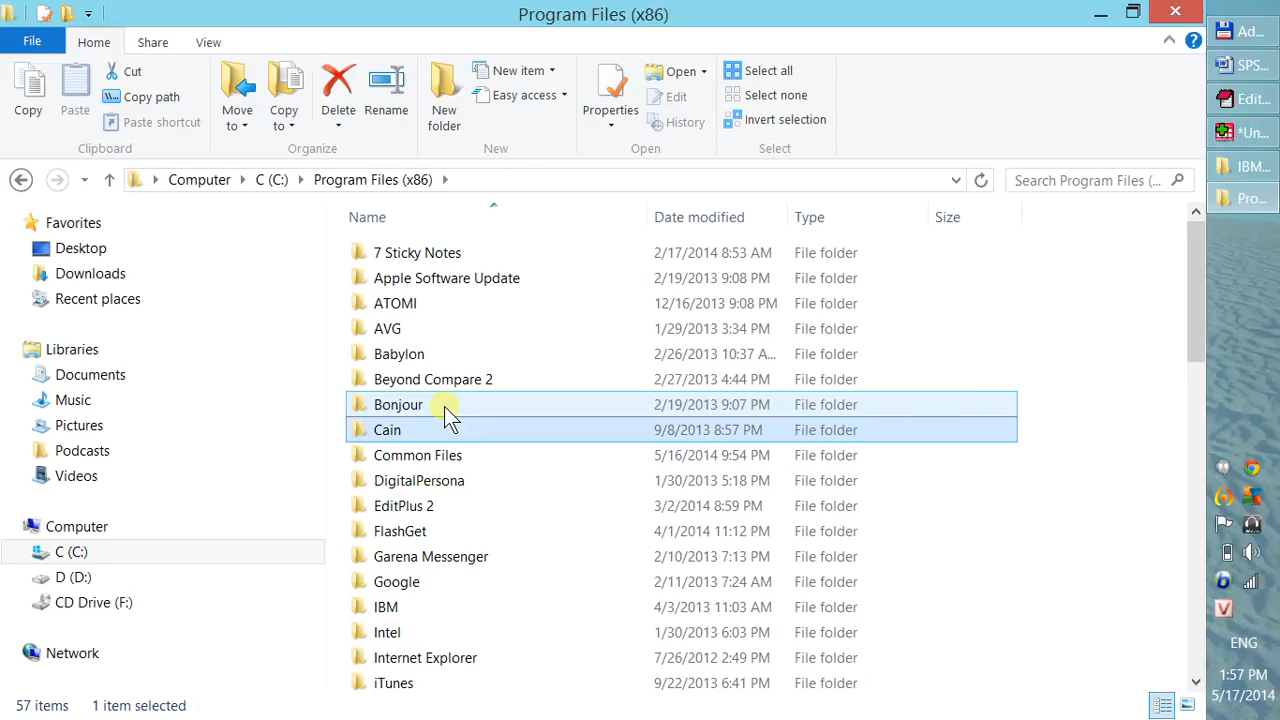 Program Files (x86)
File Home Share View
Copy
Paste
Cut
Copy path
Paste shortcut
Clipboard
Move to
Copy to
Delete
Rename
Organize
New folder
New item
Easy access
New
Properties
Open
Edit
History
Open
Select all
Select none
Invert selection
Select
Computer C (C:) Program Files (x86)
Search Program Files (...
Favorites
Desktop
Downloads
Recent places
Libraries
Documents
Music
Pictures
Podcasts
Videos
Computer
C (C:)
D (D:)
CD Drive (F:)
Network
Name Date modified Type Size
7 Sticky Notes 2/17/2014 8:53 AM File folder
Apple Software Update 2/19/2013 9:08 PM File folder
ATOMI 12/16/2013 9:08 PM File folder
AVG 1/29/2013 3:34 PM File folder
Babylon 2/26/2013 10:37 A... File folder
Beyond Compare 2 2/27/2013 4:44 PM File folder
Bonjour 2/19/2013 9:07 PM File folder
Cain 9/8/2013 8:57 PM File folder
Common Files 5/16/2014 9:54 PM File folder
DigitalPersona 1/30/2013 5:18 PM File folder
EditPlus 2 3/2/2014 8:59 PM File folder
FlashGet 4/1/2014 11:12 PM File folder
Garena Messenger 2/10/2013 7:13 PM File folder
Google 2/11/2013 7:24 AM File folder
IBM 4/3/2013 11:03 AM File folder
Intel 1/30/2013 6:03 PM File folder
Internet Explorer 7/26/2012 2:49 PM File folder
iTunes 9/22/2013 6:41 PM File folder
57 items 1 item selected
Ad...
SPS...
Edit...
*Un...
IBM...
Pro...
ENG
1:57 PM
5/17/2014